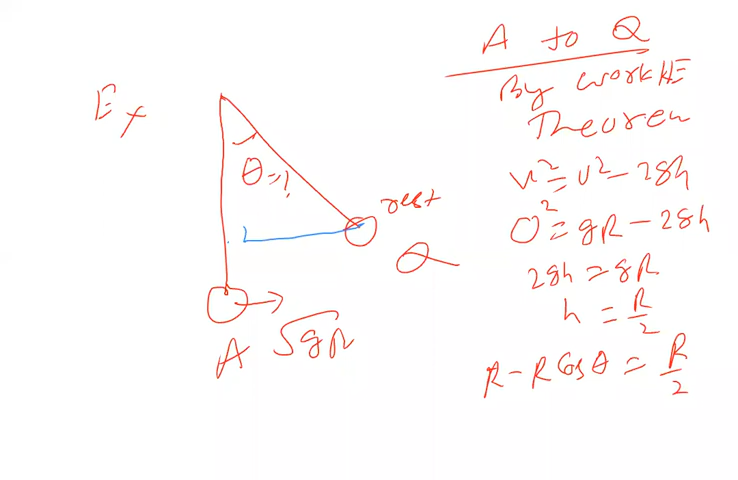 Ex
θ=?
rest
Q
A √gR
A to Q
By work KE
Theorem
v² = u² - 2gh
0² = gR - 2gh
2gh = gR
h = R/2
R - R Cos θ = R/2